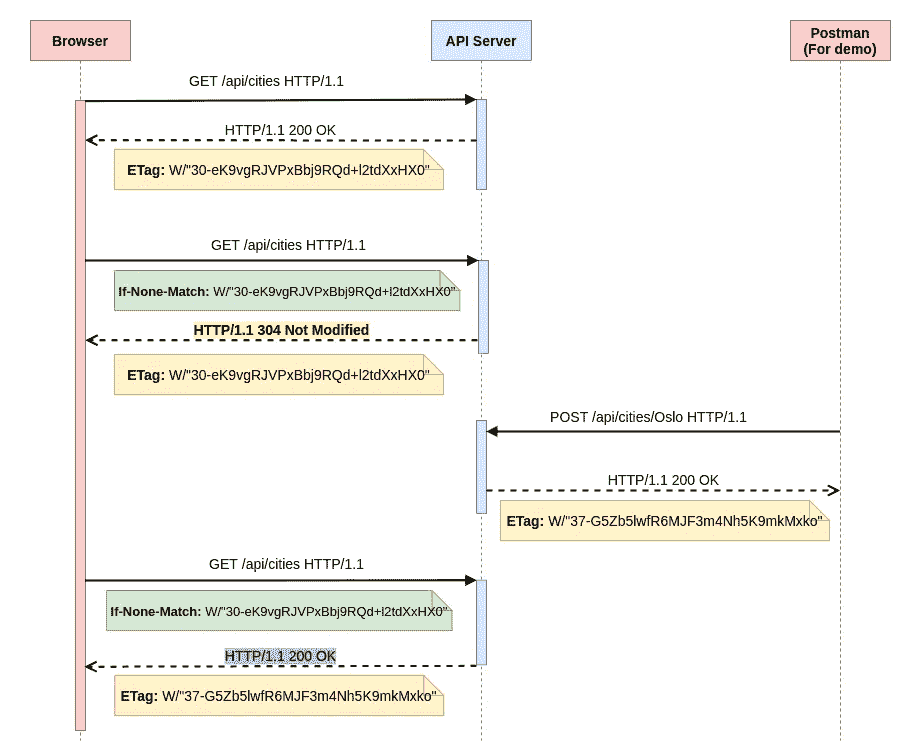 Browser
API Server
Postman
(For demo)
GET /api/cities HTTP/1.1
HTTP/1.1 200 OK
ETag: W/"30-eK9vgRJVPxBbj9RQd+l2tdXxHX0"
GET /api/cities HTTP/1.1
If-None-Match: W/"30-eK9vgRJVPxBbj9RQd+l2tdXxHX0"
HTTP/1.1 304 Not Modified
ETag: W/"30-eK9vgRJVPxBbj9RQd+l2tdXxHX0"
POST /api/cities/Oslo HTTP/1.1
HTTP/1.1 200 OK
ETag: W/"37-G5Zb5lwfR6MJF3m4Nh5K9mkMxko"
GET /api/cities HTTP/1.1
If-None-Match: W/"30-eK9vgRJVPxBbj9RQd+l2tdXxHX0"
HTTP/1.1 200 OK
ETag: W/"37-G5Zb5lwfR6MJF3m4Nh5K9mkMxko"